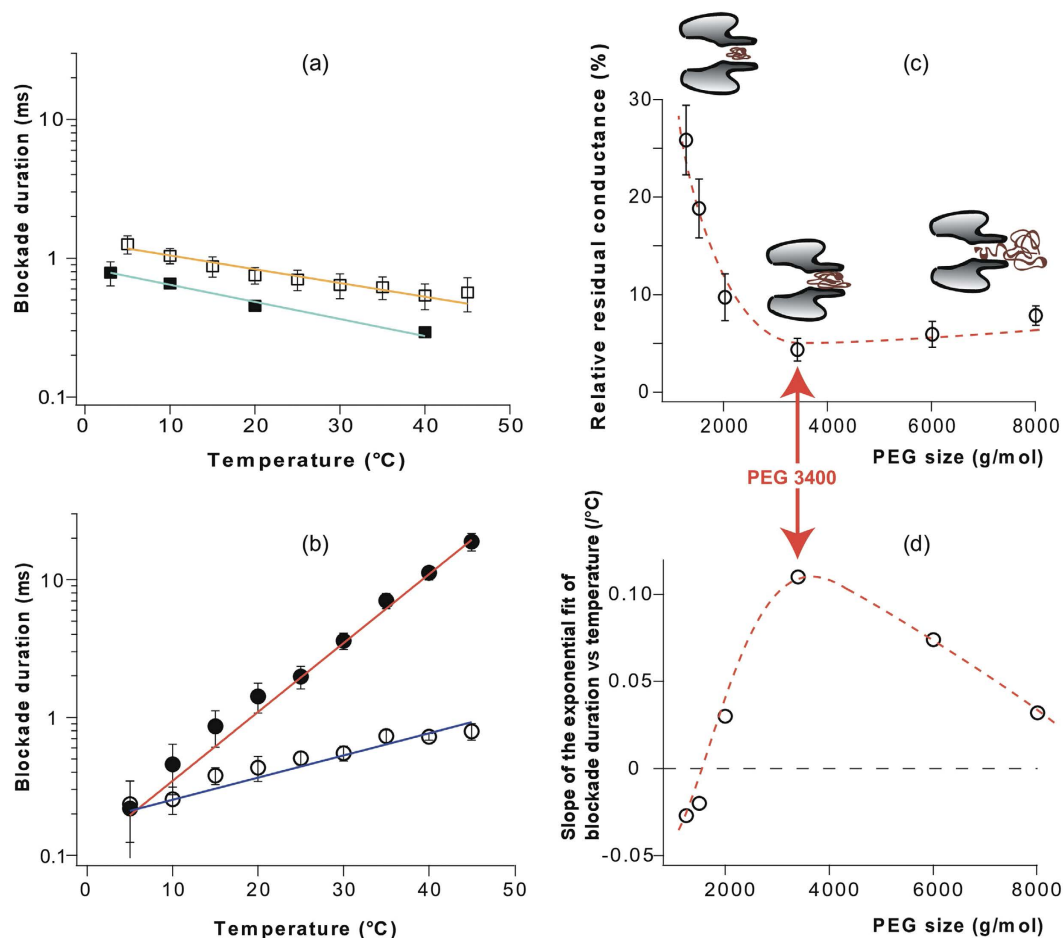 (a)
Blockade duration (ms)
10
1
0.1
0
10
20
30
40
50
Temperature (°C)
(c)
Relative residual conductance (%)
30
25
20
15
10
5
0
2000
4000
6000
8000
PEG size (g/mol)
PEG 3400
(b)
Blockade duration (ms)
10
1
0.1
0
10
20
30
40
50
Temperature (°C)
(d)
Slope of the exponential fit of
blockade duration vs temperature (/°C)
0.10
0.05
0
-0.05
2000
4000
6000
8000
PEG size (g/mol)